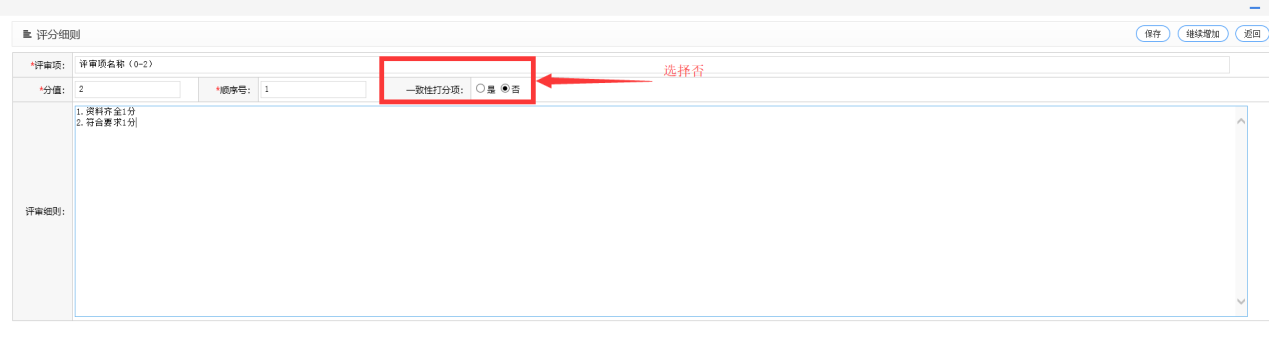 评分细则
保存 继续增加 返回
*评审项: 评审项名称（0-2）
选择否
*分值: 2 *顺序号: 1 一致性打分项: 是 否
1.资料齐全1分
2.符合要求1分
评审细则: